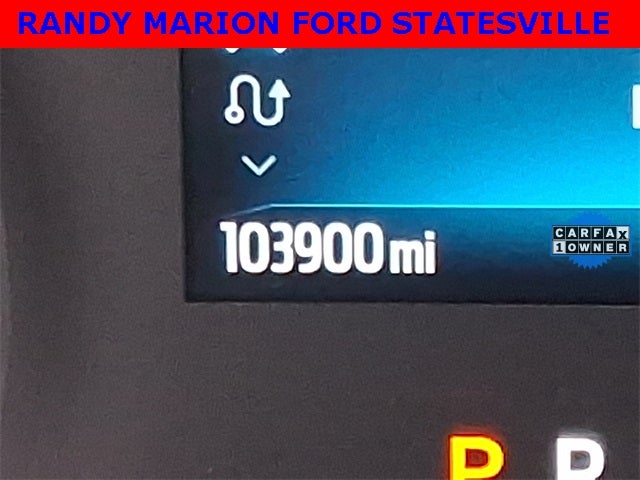 RANDY MARION FORD STATESVILLE
103900 mi
CARFAX
1 OWNER
P P